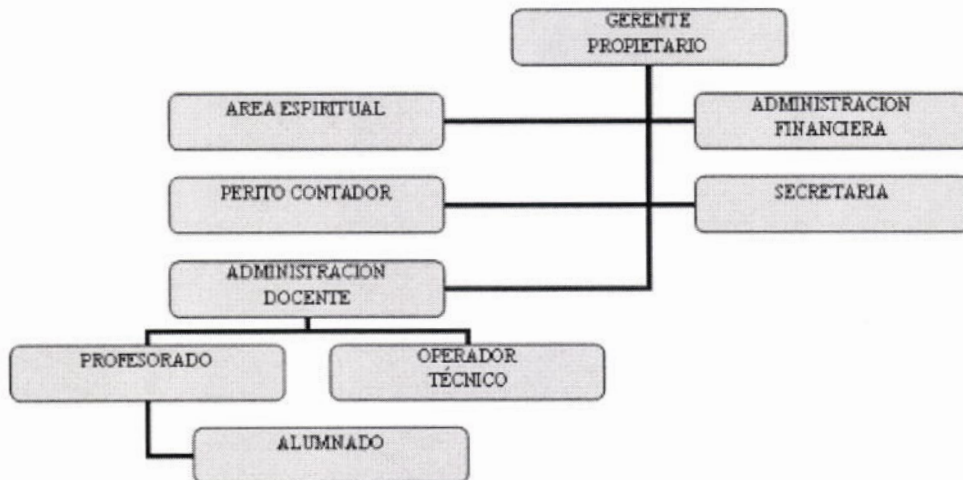 GERENTE
PROPIETARIO
AREA ESPIRITUAL
ADMINISTRACION
FINANCIERA
PERITO CONTADOR
SECRETARIA
ADMINISTRACION
DOCENTE
PROFESORADO
OPERADOR
TÉCNICO
ALUMNADO